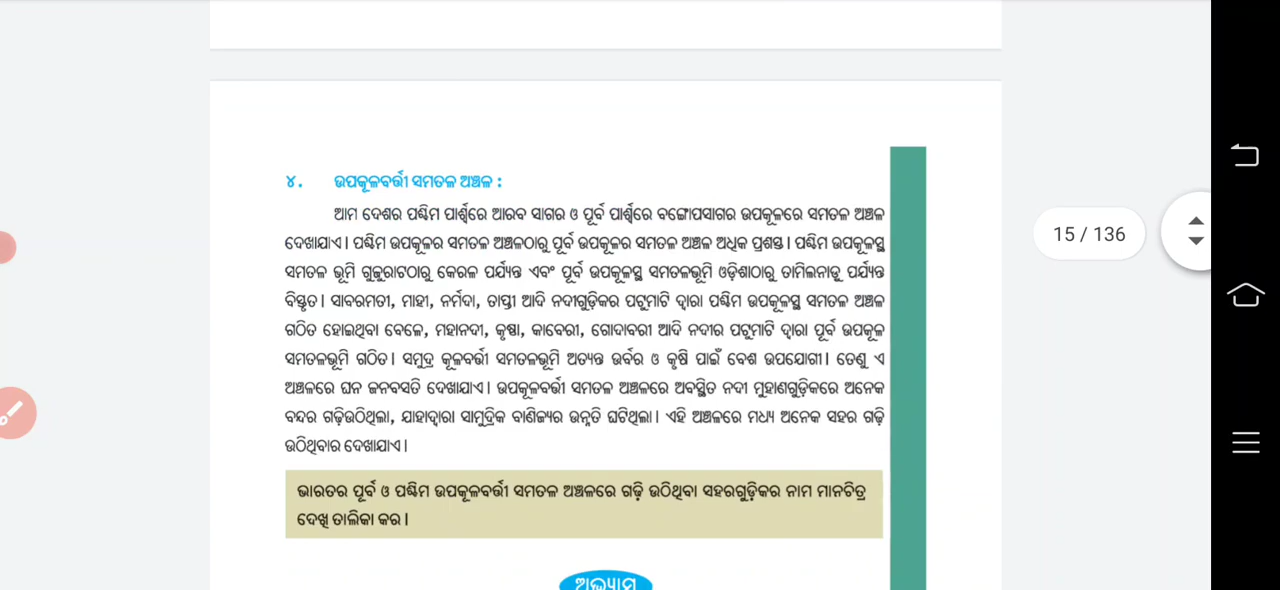 ୪. ଉପକୂଳବର୍ତ୍ତୀ ସମତଳ ଅଞ୍ଚଳ :
ଆମ ଦେଶର ପଶ୍ଚିମ ପାର୍ଶ୍ୱରେ ଆରବ ସାଗର ଓ ପୂର୍ବ ପାର୍ଶ୍ୱରେ ବଙ୍ଗୋପସାଗର ଉପକୂଳରେ ସମତଳ ଅଞ୍ଚଳ
ଦେଖାଯାଏ। ପଶ୍ଚିମ ଉପକୂଳର ସମତଳ ଅଞ୍ଚଳଠାରୁ ପୂର୍ବ ଉପକୂଳର ସମତଳ ଅଞ୍ଚଳ ଅଧିକ ପ୍ରଶସ୍ତ। ପଶ୍ଚିମ ଉପକୂଳସ୍ଥ
15 / 136
ସମତଳ ଭୂମି ଗୁଜୁରାଟଠାରୁ କେରଳ ପର୍ଯ୍ୟନ୍ତ ଏବଂ ପୂର୍ବ ଉପକୂଳସ୍ଥ ସମତଳଭୂମି ଓଡ଼ିଶାଠାରୁ ତାମିଲନାଡୁ ପର୍ଯ୍ୟନ୍ତ
ବିସ୍ତୃତ। ସାବରମତୀ, ମାହୀ, ନର୍ମଦା, ତାପ୍ତୀ ଆଦି ନଦୀଗୁଡ଼ିକର ପଟୁମାଟି ଦ୍ୱାରା ପଶ୍ଚିମ ଉପକୂଳସ୍ଥ ସମତଳ ଅଞ୍ଚଳ
ଗଠିତ ହୋଇଥିବା ବେଳେ, ମହାନଦୀ, କୃଷ୍ଣା, କାବେରୀ, ଗୋଦାବରୀ ଆଦି ନଦୀର ପଟୁମାଟି ଦ୍ୱାରା ପୂର୍ବ ଉପକୂଳ
ସମତଳଭୂମି ଗଠିତ। ସମୁଦ୍ର କୂଳବର୍ତ୍ତୀ ସମତଳଭୂମି ଅତ୍ୟନ୍ତ ଉର୍ବର ଓ କୃଷି ପାଇଁ ବେଶ ଉପଯୋଗୀ। ତେଣୁ ଏ
ଅଞ୍ଚଳରେ ଘନ ଜନବସତି ଦେଖାଯାଏ। ଉପକୂଳବର୍ତ୍ତୀ ସମତଳ ଅଞ୍ଚଳରେ ଅବସ୍ଥିତ ନଦୀ ମୁହାଣଗୁଡ଼ିକରେ ଅନେକ
ବନ୍ଦର ଗଢ଼ିଉଠିଥିଲା, ଯାହାଦ୍ୱାରା ସାମୁଦ୍ରିକ ବାଣିଜ୍ୟର ଉନ୍ନତି ଘଟିଥିଲା। ଏହି ଅଞ୍ଚଳରେ ମଧ୍ୟ ଅନେକ ସହର ଗଢ଼ି
ଉଠିଥିବାର ଦେଖାଯାଏ।
ଭାରତର ପୂର୍ବ ଓ ପଶ୍ଚିମ ଉପକୂଳବର୍ତ୍ତୀ ସମତଳ ଅଞ୍ଚଳରେ ଗଢ଼ି ଉଠିଥିବା ସହରଗୁଡ଼ିକର ନାମ ମାନଚିତ୍ର
ଦେଖି ତାଲିକା କର।
ଅଭ୍ୟାସ